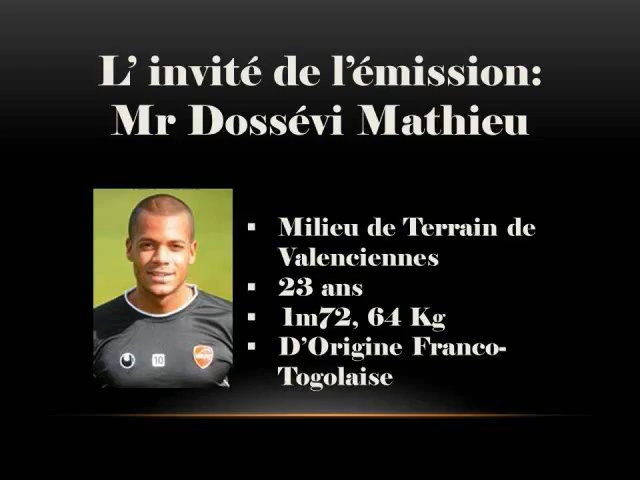 L' invité de l'émission:
Mr Dossévi Mathieu
▪ Milieu de Terrain de
Valenciennes
▪ 23 ans
▪ 1m72, 64 Kg
▪ D'Origine Franco-
Togolaise
10